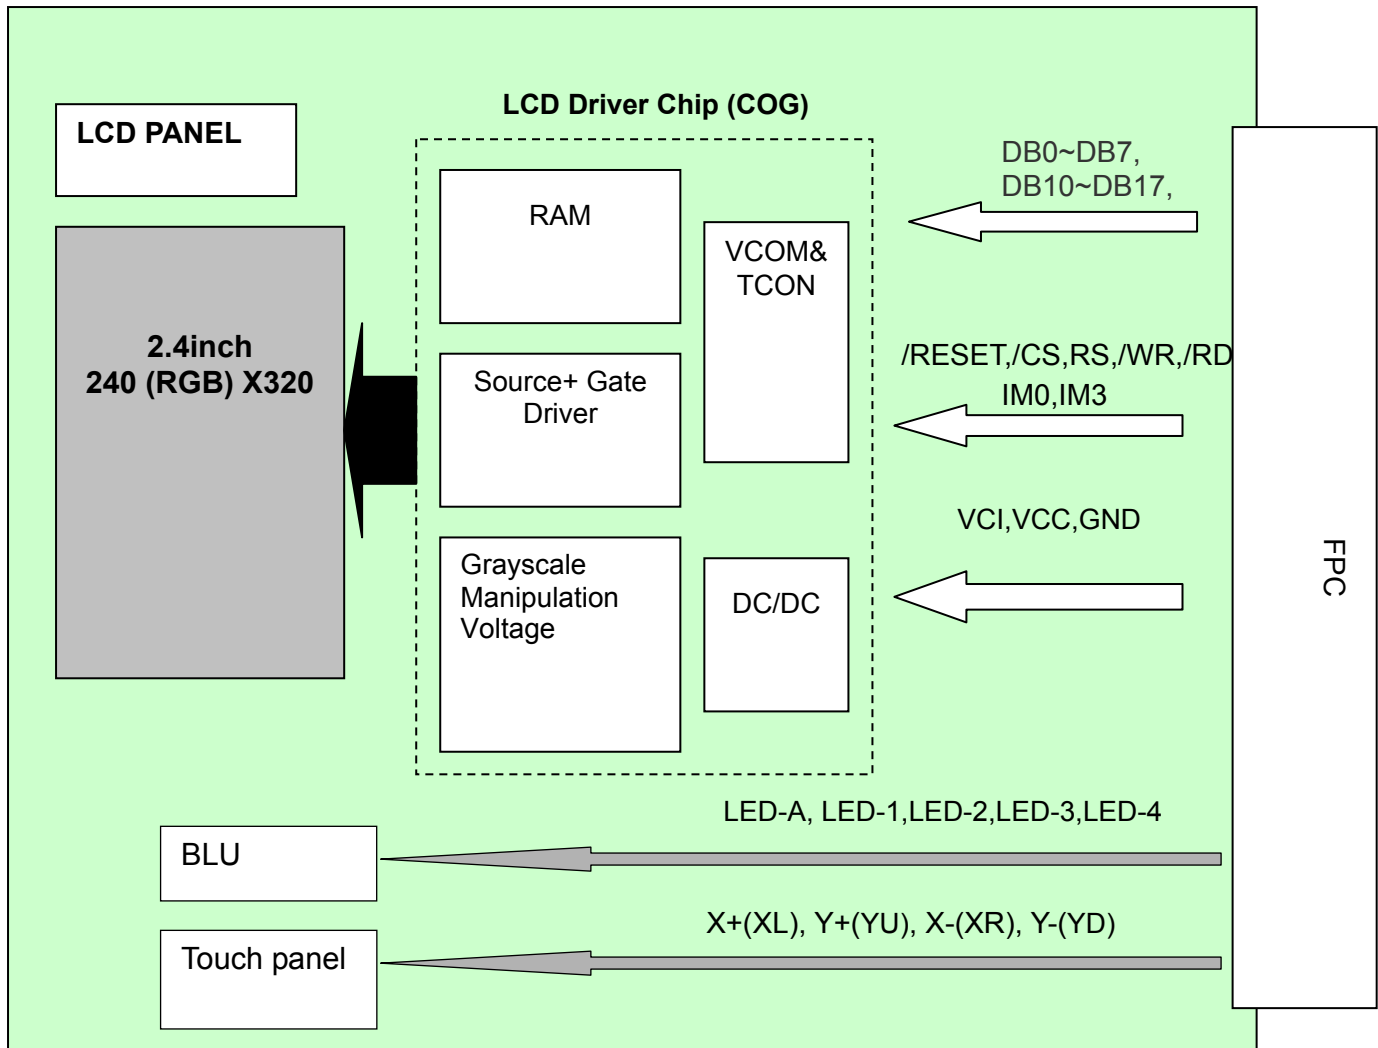 LCD Driver Chip (COG)
LCD PANEL
2.4inch
240 (RGB) X320
RAM
VCOM&
TCON
Source+ Gate
Driver
Grayscale
Manipulation
Voltage
DC/DC
DB0~DB7,
DB10~DB17,
/RESET,/CS,RS,/WR,/RD
IM0,IM3
VCI,VCC,GND
FPC
LED-A, LED-1,LED-2,LED-3,LED-4
BLU
X+(XL), Y+(YU), X-(XR), Y-(YD)
Touch panel